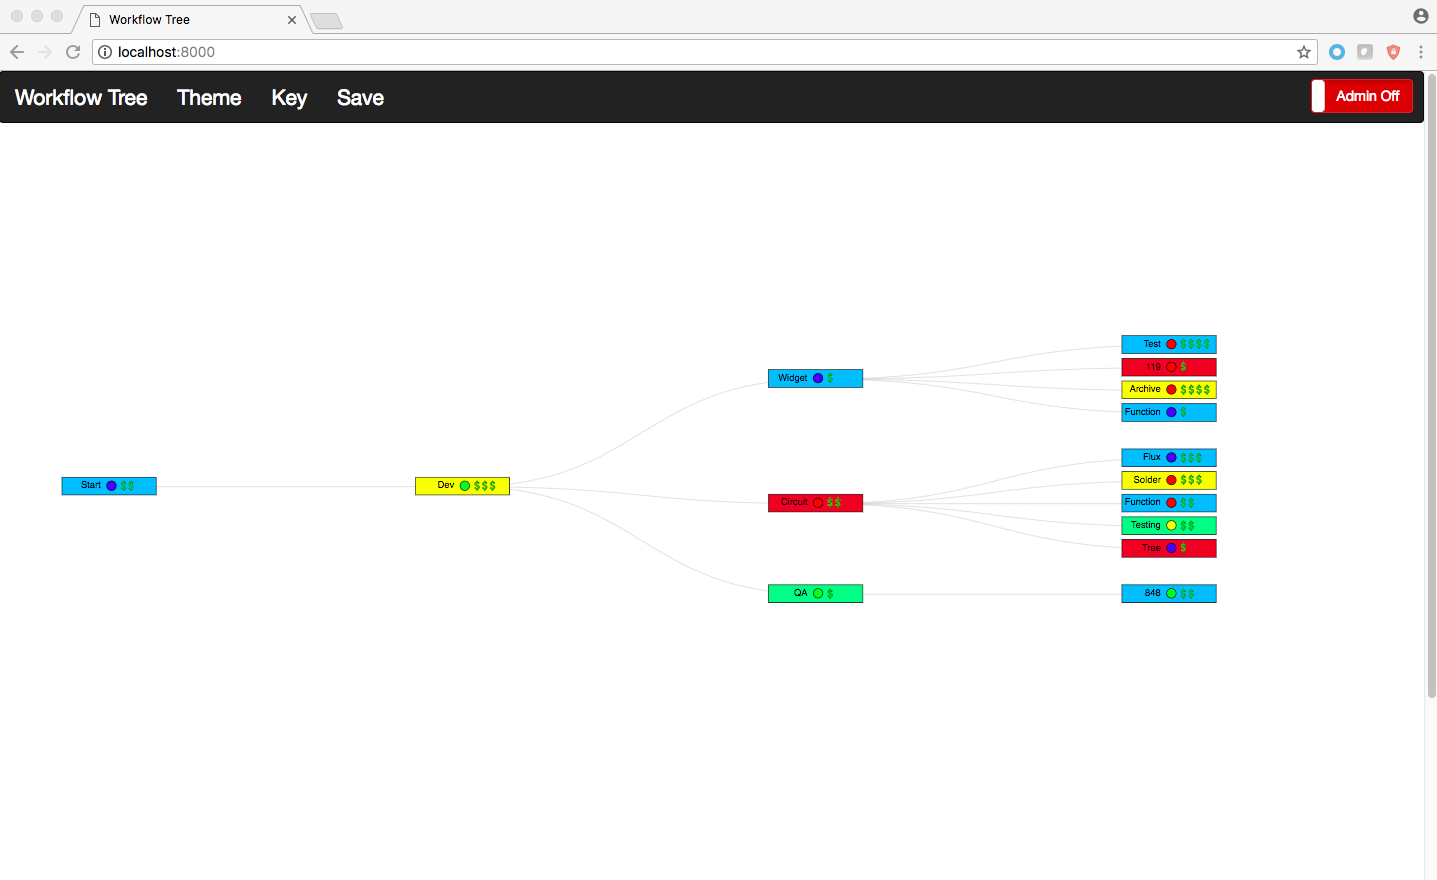 Workflow Tree
localhost:8000
Workflow Tree Theme Key Save Admin Off
Start $$
Dev $$$
Widget $
Circuit $$
QA $
Test $$$$
119 $
Archive $$$$
Function $
Flux $$$
Solder $$$
Function $$
Testing $$
Tree $
848 $$